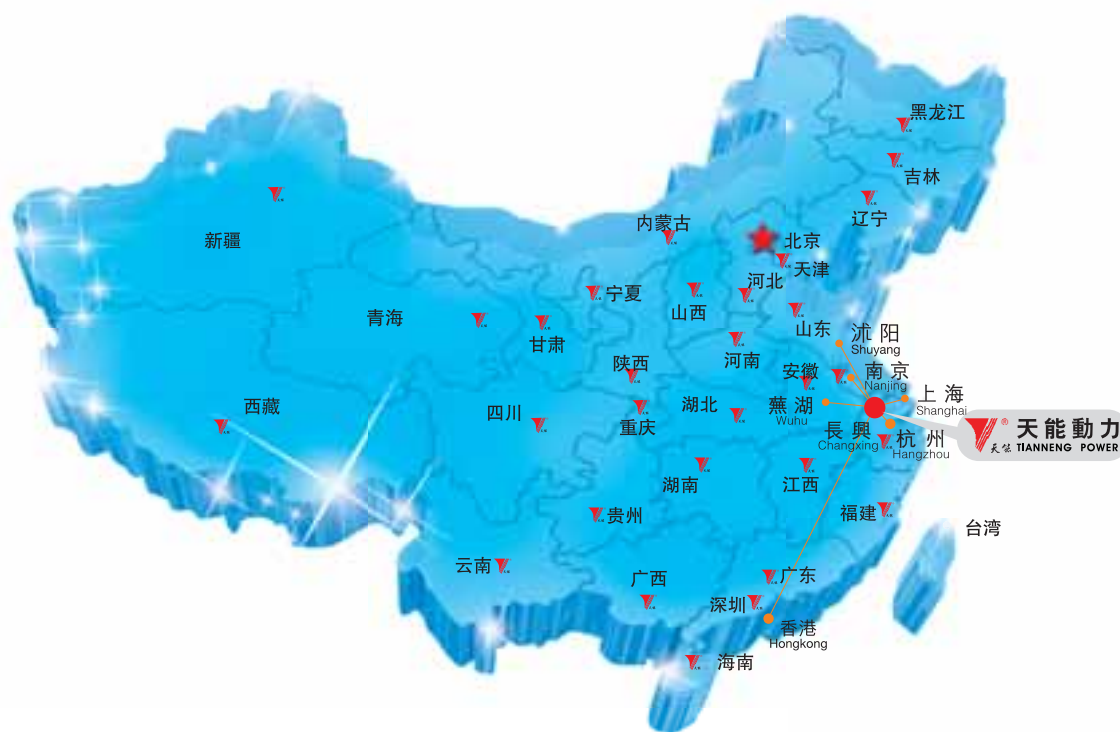 黑龙江
吉林
辽宁
内蒙古
北京
天津
新疆
宁夏
河北
山西
青海
甘肃
山东
沭阳
Shuyang
河南
陕西
安徽
南京
Nanjing
上海
Shanghai
西藏
四川
重庆
湖北
蕪湖
Wuhu
長興
Changxing
杭州
Hangzhou
®
天能
天能動力
TIANNENG POWER
湖南
江西
贵州
福建
台湾
云南
广西
广东
深圳
香港
Hongkong
海南